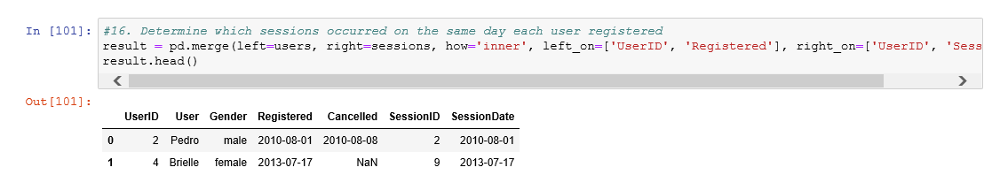 In [101]: #16. Determine which sessions occurred on the same day each user registered
result = pd.merge(left=users, right=sessions, how='inner', left_on=['UserID', 'Registered'], right_on=['UserID', 'Sess
result.head()
Out[101]:
UserID User Gender Registered Cancelled SessionID SessionDate
0 2 Pedro male 2010-08-01 2010-08-08 2 2010-08-01
1 4 Brielle female 2013-07-17 NaN 9 2013-07-17